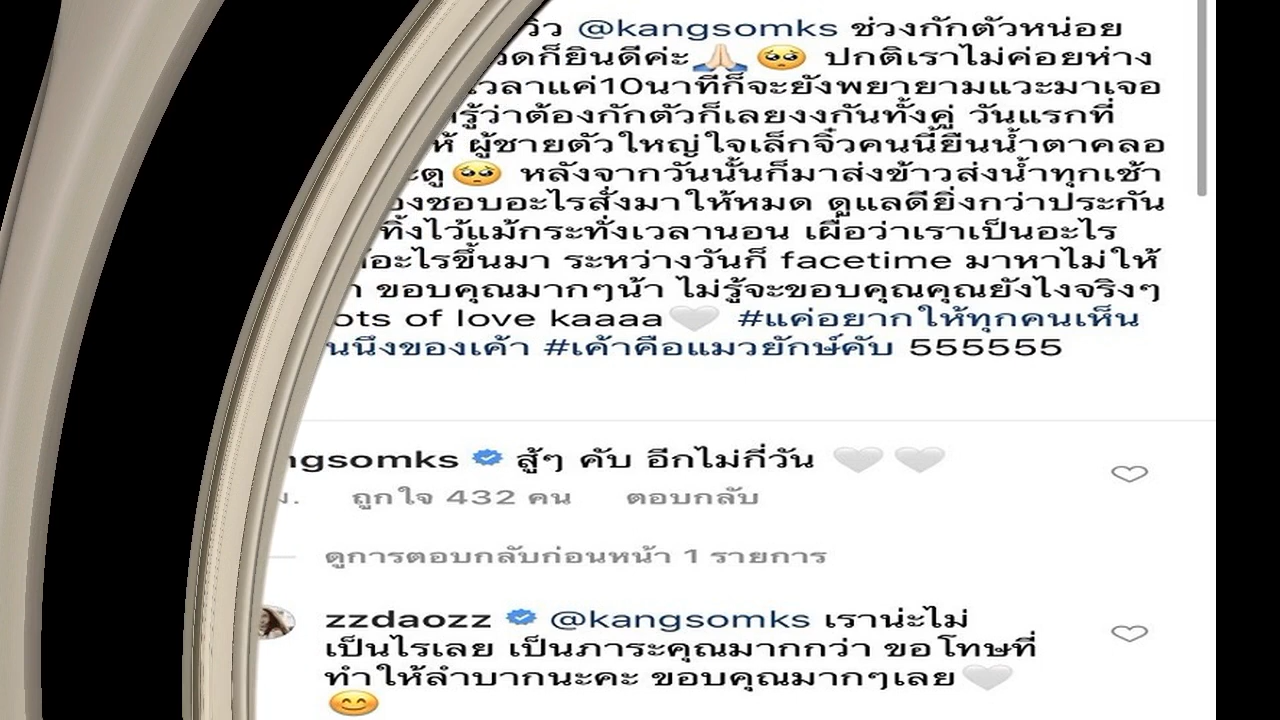 @kangsomks ช่วงกักตัวหน่อย
ก็ยินดีค่ะ🙏🏻🥺 ปกติเราไม่ค่อยห่าง
เวลาแค่10นาทีก็จะยังพยายามแวะมาเจอ
รู้ว่าต้องกักตัวก็เลยงงกันทั้งคู่ วันแรกที่
ผู้ชายตัวใหญ่ใจเล็กจิ๋วคนนี้ยืนน้ำตาคลอ
🥺 หลังจากวันนั้นก็มาส่งข้าวส่งน้ำทุกเช้า
ชอบอะไรสั่งมาให้หมด ดูแลดียิ่งกว่าประกัน
ทิ้งไว้แม้กระทั่งเวลานอน เผื่อว่าเราเป็นอะไร
อะไรขึ้นมา ระหว่างวันก็ facetime มาหาไม่ให้
ขอบคุณมากๆน้า ไม่รู้จะขอบคุณคุณยังไงจริงๆ
of love kaaaa🤍 #แค่อยากให้ทุกคนเห็น
#เค้าคือแมวยักษ์คับ 555555
สู้ๆ คับ อีกไม่กี่วัน 🤍 🤍
ถูกใจ 432 คน ตอบกลับ
ดูการตอบกลับก่อนหน้า 1 รายการ
zzdaozz @kangsomks เราน่ะไม่
เป็นไรเลย เป็นภาระคุณมากกว่า ขอโทษที่
ทำให้ลำบากนะคะ ขอบคุณมากๆเลย🤍
😊